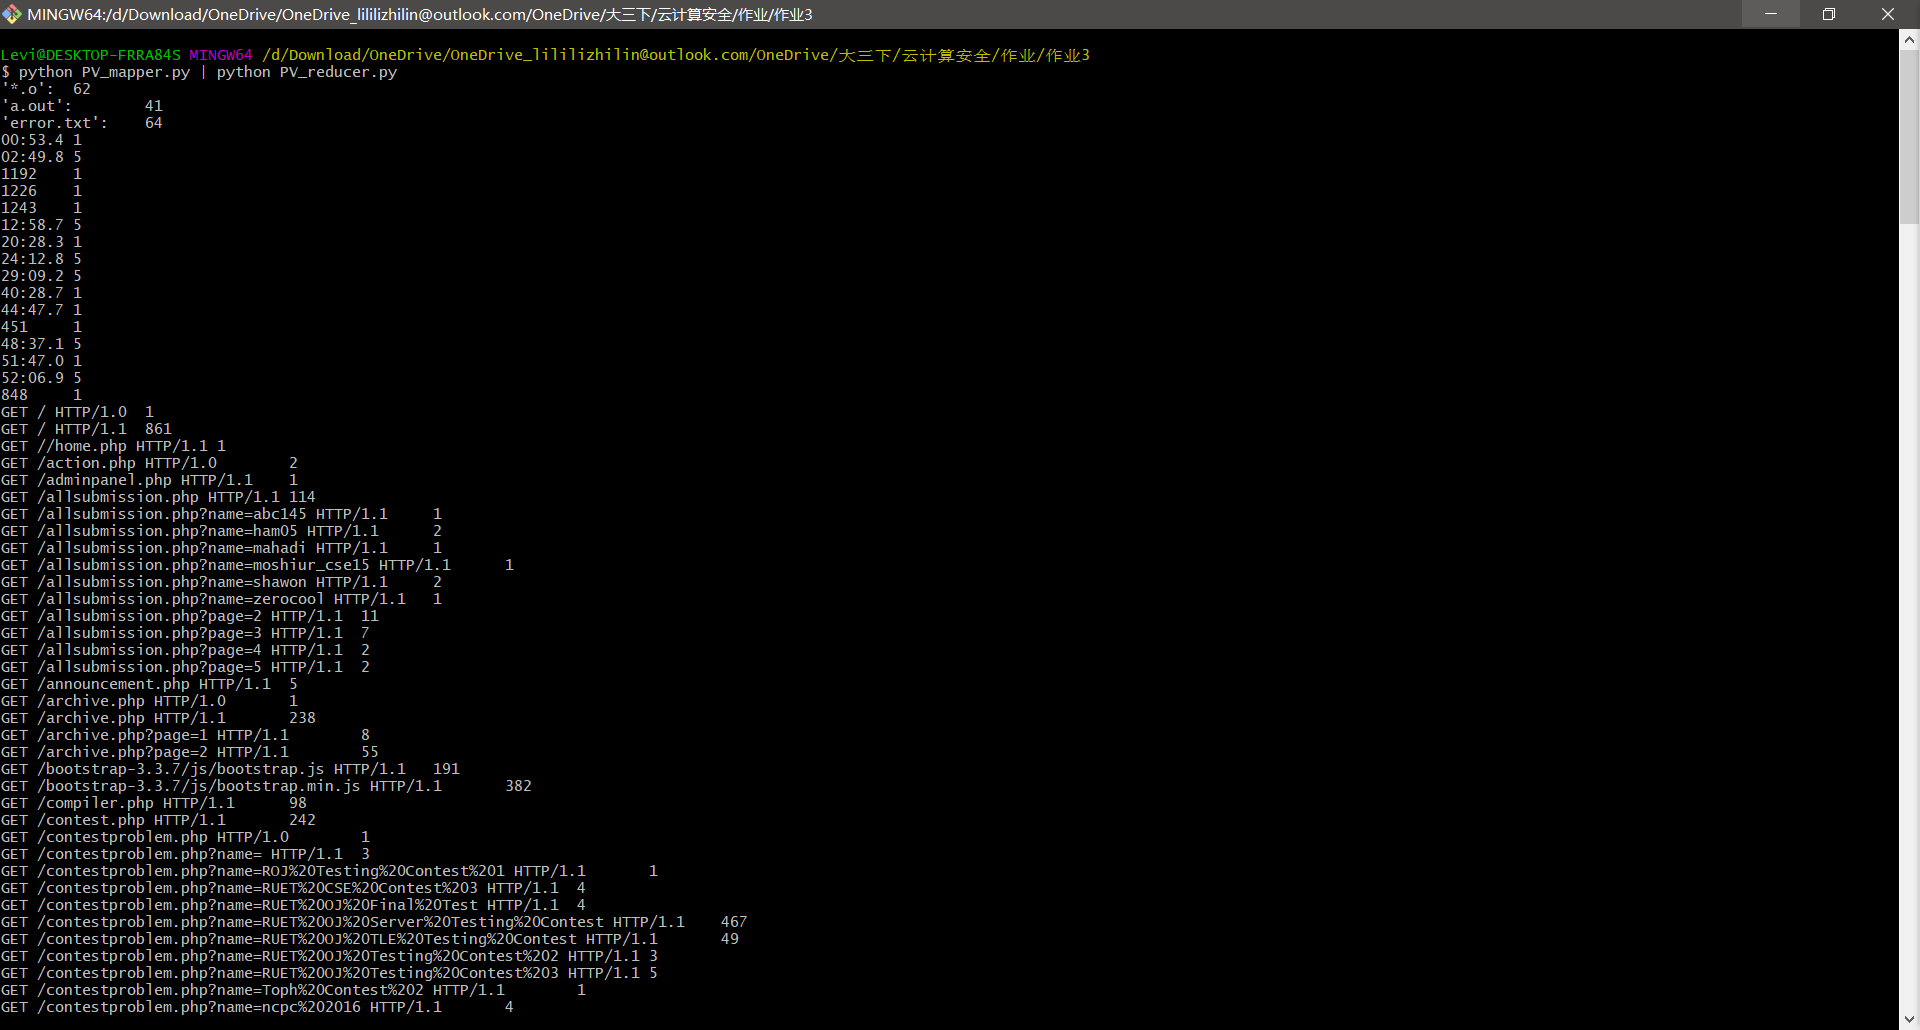 MINGW64:/d/Download/OneDrive/OneDrive_lililizhilin@outlook.com/OneDrive/大三下/云计算安全/作业/作业3
Levi@DESKTOP-FRRA84S MINGW64 /d/Download/OneDrive/OneDrive_lililizhilin@outlook.com/OneDrive/大三下/云计算安全/作业/作业3
$ python PV_mapper.py | python PV_reducer.py
'*.o':  62
'a.out':        41
'error.txt':    64
00:53.4 1
02:49.8 5
1192    1
1226    1
1243    1
12:58.7 5
20:28.3 1
24:12.8 5
29:09.2 5
40:28.7 1
44:47.7 1
451     1
48:37.1 5
51:47.0 1
52:06.9 5
848     1
GET / HTTP/1.0  1
GET / HTTP/1.1  861
GET //home.php HTTP/1.1 1
GET /action.php HTTP/1.0        2
GET /adminpanel.php HTTP/1.1    1
GET /allsubmission.php HTTP/1.1 114
GET /allsubmission.php?name=abc145 HTTP/1.1     1
GET /allsubmission.php?name=ham05 HTTP/1.1      2
GET /allsubmission.php?name=mahadi HTTP/1.1     1
GET /allsubmission.php?name=moshiur_cse15 HTTP/1.1      1
GET /allsubmission.php?name=shawon HTTP/1.1     2
GET /allsubmission.php?name=zerocool HTTP/1.1   1
GET /allsubmission.php?page=2 HTTP/1.1  11
GET /allsubmission.php?page=3 HTTP/1.1  7
GET /allsubmission.php?page=4 HTTP/1.1  2
GET /allsubmission.php?page=5 HTTP/1.1  2
GET /announcement.php HTTP/1.1  5
GET /archive.php HTTP/1.0       1
GET /archive.php HTTP/1.1       238
GET /archive.php?page=1 HTTP/1.1        8
GET /archive.php?page=2 HTTP/1.1        55
GET /bootstrap-3.3.7/js/bootstrap.js HTTP/1.1   191
GET /bootstrap-3.3.7/js/bootstrap.min.js HTTP/1.1       382
GET /compiler.php HTTP/1.1      98
GET /contest.php HTTP/1.1       242
GET /contestproblem.php HTTP/1.0        1
GET /contestproblem.php?name= HTTP/1.1  3
GET /contestproblem.php?name=ROJ%20Testing%20Contest%201 HTTP/1.1       1
GET /contestproblem.php?name=RUET%20CSE%20Contest%203 HTTP/1.1  4
GET /contestproblem.php?name=RUET%20OJ%20Final%20Test HTTP/1.1  4
GET /contestproblem.php?name=RUET%20OJ%20Server%20Testing%20Contest HTTP/1.1    467
GET /contestproblem.php?name=RUET%20OJ%20TLE%20Testing%20Contest HTTP/1.1       49
GET /contestproblem.php?name=RUET%20OJ%20Testing%20Contest%202 HTTP/1.1 3
GET /contestproblem.php?name=RUET%20OJ%20Testing%20Contest%203 HTTP/1.1 5
GET /contestproblem.php?name=Toph%20Contest%202 HTTP/1.1        1
GET /contestproblem.php?name=ncpc%202016 HTTP/1.1       4